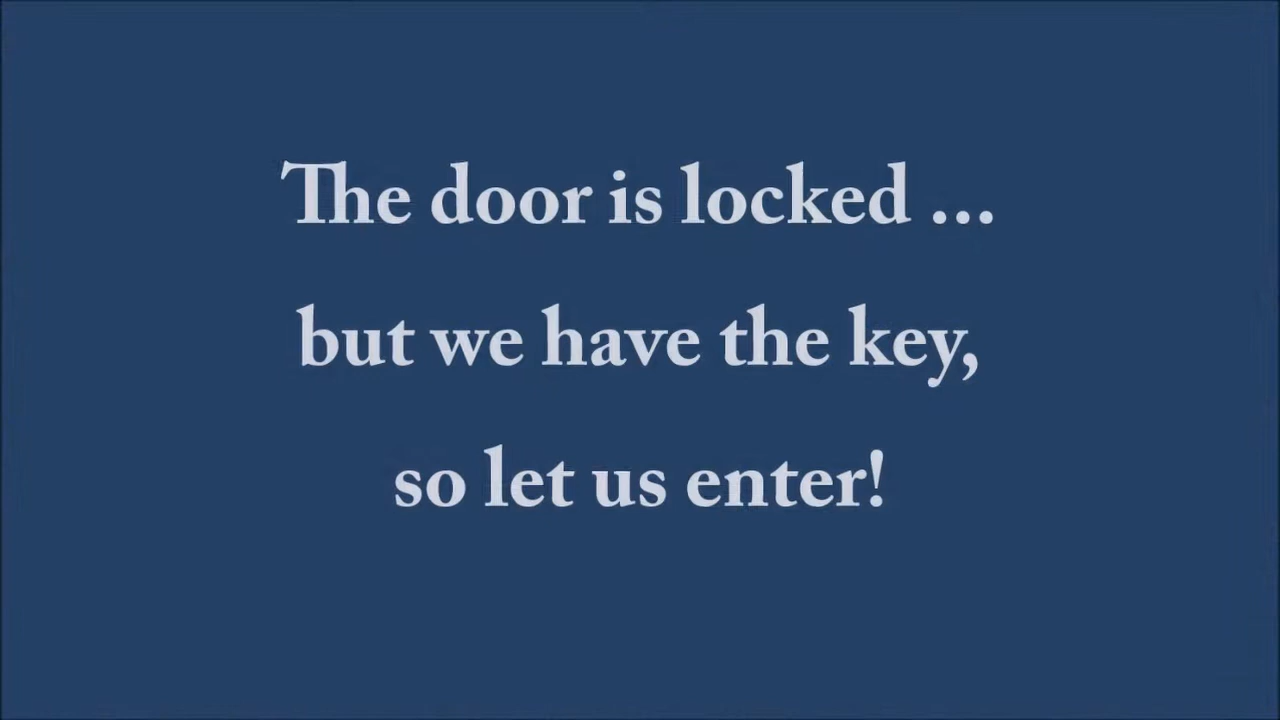 The door is locked ...
but we have the key,
so let us enter!